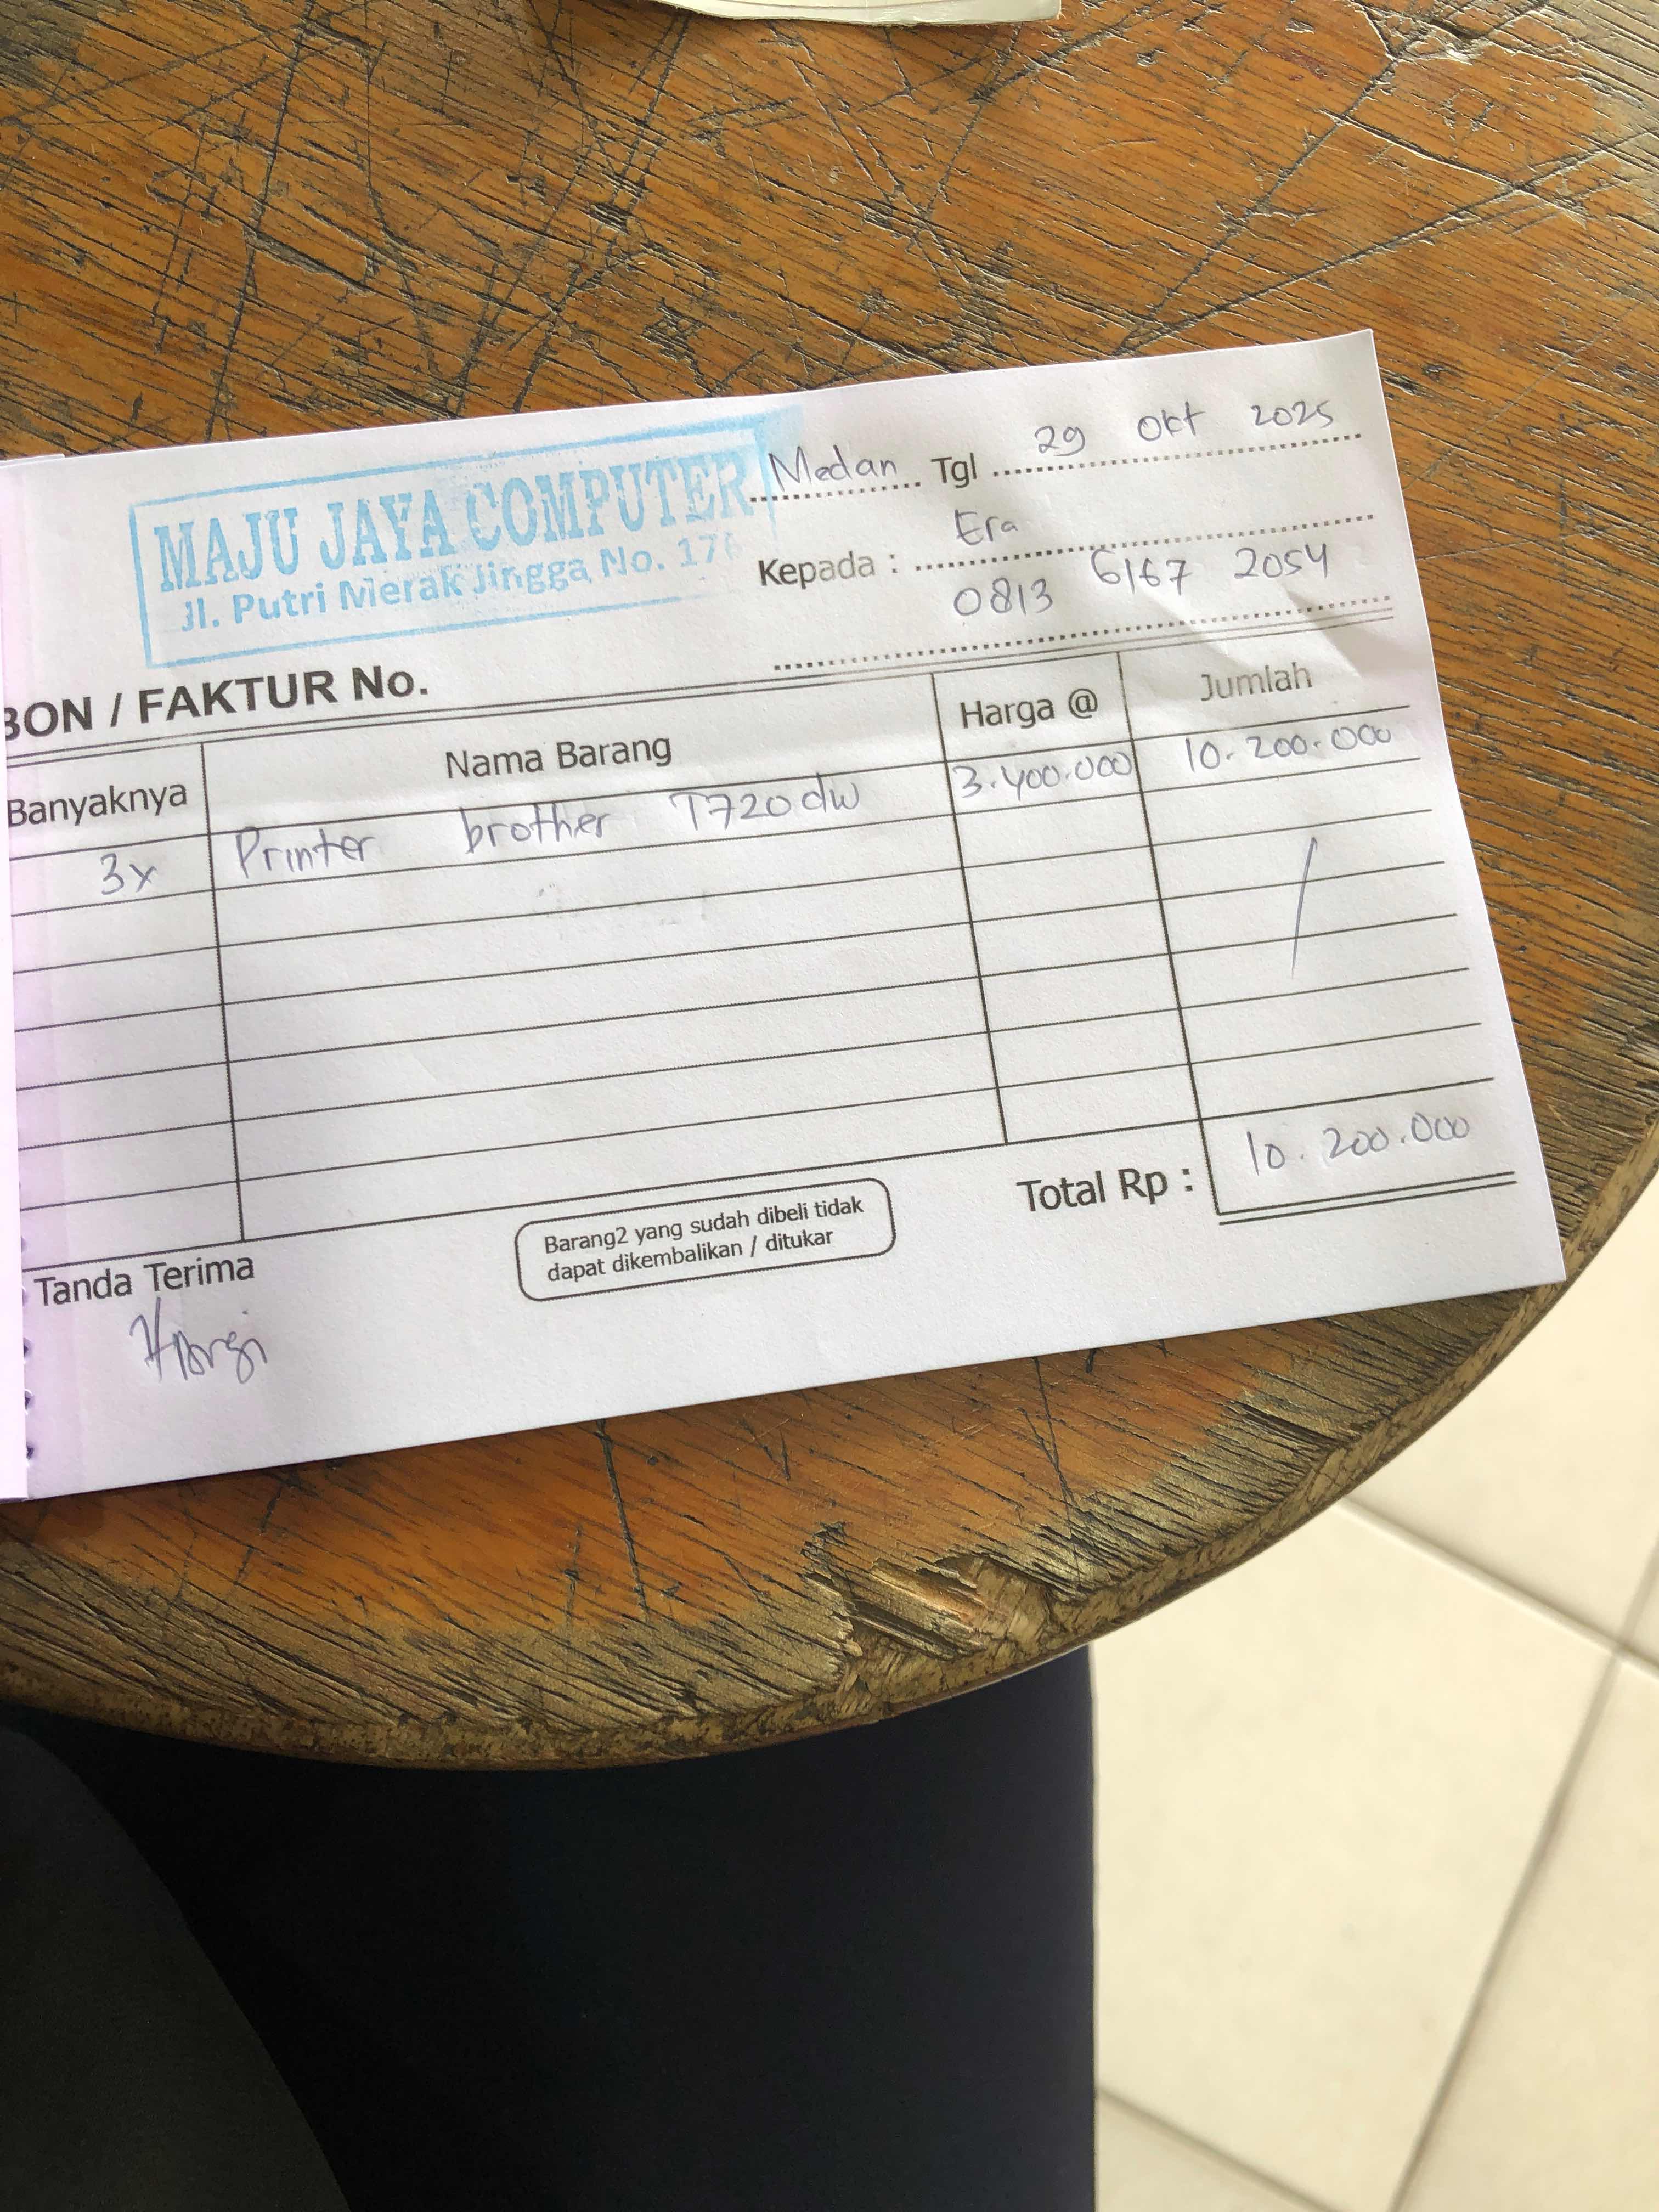 MAJU JAYA COMPUTER
Jl. Putri Merak Jingga No. 17
Medan Tgl 29 Okt 2025
Kepada : Era
0813 6167 2054
BON / FAKTUR No.
Banyaknya Nama Barang Harga @ Jumlah
3x Printer brother T720dw 3.400.000 10.200.000
Total Rp : 10.200.000
Barang2 yang sudah dibeli tidak
dapat dikembalikan / ditukar
Tanda Terima